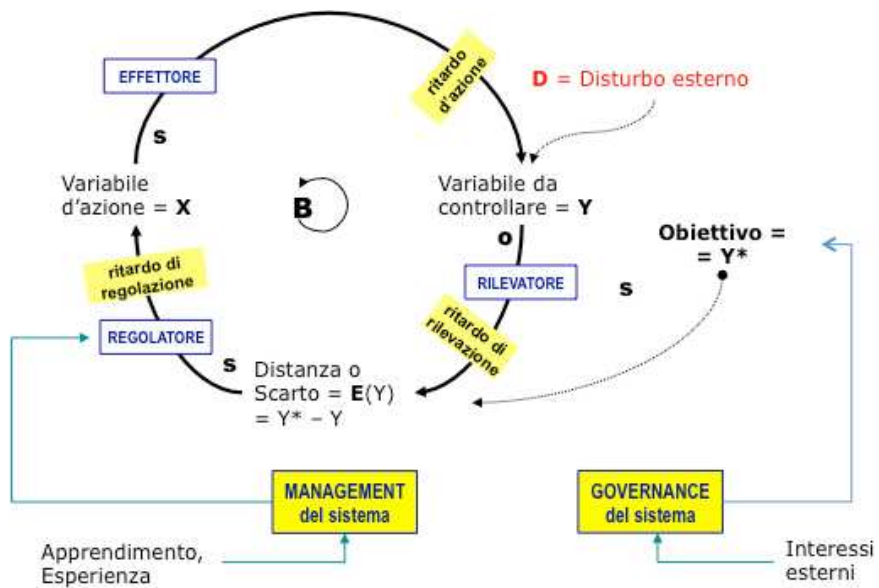 EFFETTORE
ritardo
d'azione
D = Disturbo esterno
s
Variabile
d'azione = X
B
Variabile da
controllare = Y
o
Obiettivo =
= Y*
ritardo di
regolazione
RILEVATORE
s
ritardo di
rilevazione
REGOLATORE
s
Distanza o
Scarto = E(Y)
= Y* – Y
MANAGEMENT
del sistema
GOVERNANCE
del sistema
Apprendimento,
Esperienza
Interessi
esterni